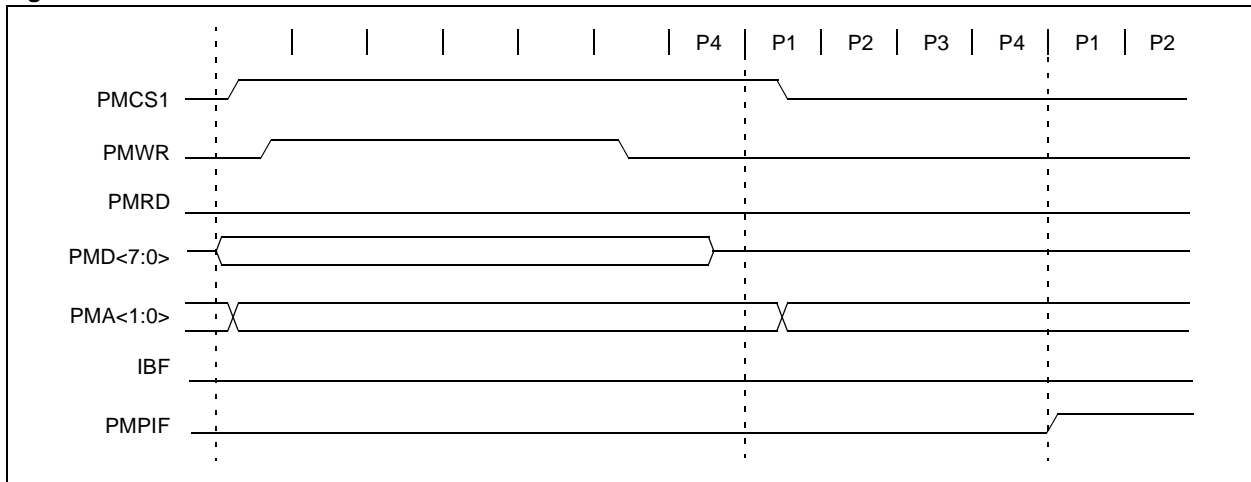 P4 P1 P2 P3 P4 P1 P2
PMCS1
PMWR
PMRD
PMD<7:0>
PMA<1:0>
IBF
PMPIF